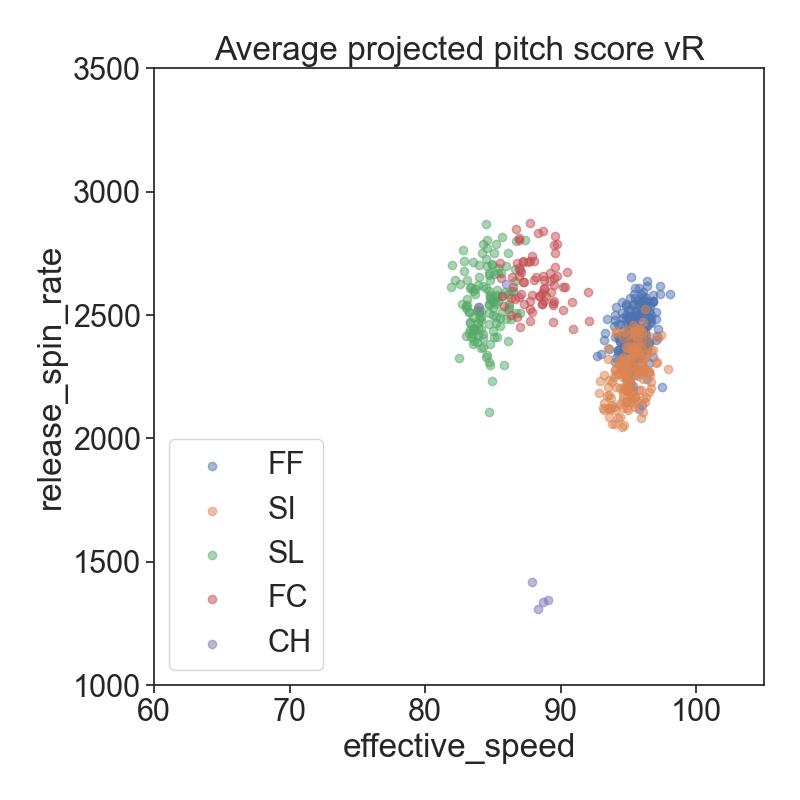 Average projected pitch score vR
3500
3000
2500
2000
1500
1000
release_spin_rate
FF
SI
SL
FC
CH
60
70
80
90
100
effective_speed